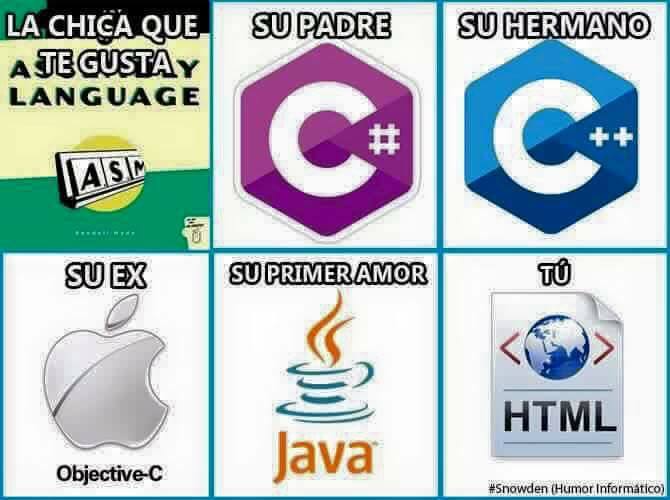 LA CHICA QUE
TE GUSTA
LANGUAGE
ASM
SU PADRE
C#
SU HERMANO
C++
SU EX
Objective-C
SU PRIMER AMOR
Java
TÚ
< >
HTML
#Snowden (Humor Informático)